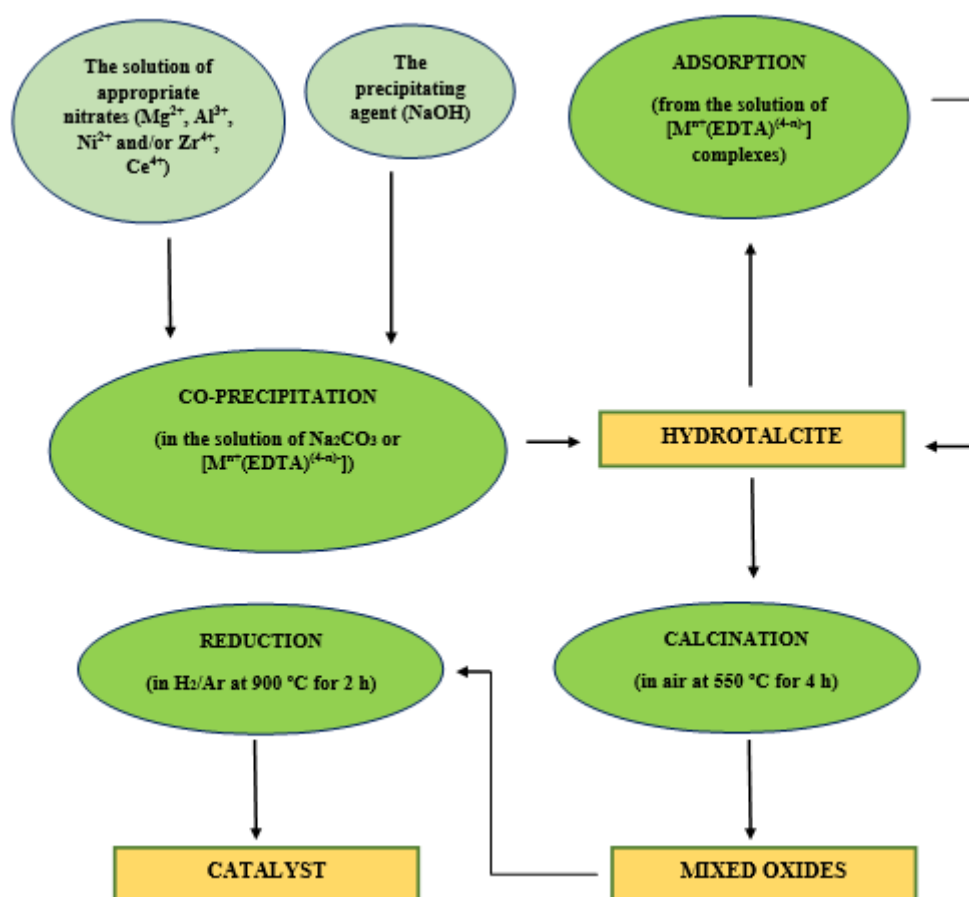 The solution of
appropriate
nitrates (Mg²⁺, Al³⁺,
Ni²⁺ and/or Zr⁴⁺,
Ce⁴⁺)
The
precipitating
agent (NaOH)
ADSORPTION
(from the solution of
[Mⁿ⁺(EDTA)⁽⁴⁻ⁿ⁾⁻]
complexes)
CO-PRECIPITATION
(in the solution of Na₂CO₃ or
[Mⁿ⁺(EDTA)⁽⁴⁻ⁿ⁾⁻])
HYDROTALCITE
REDUCTION
(in H₂/Ar at 900 °C for 2 h)
CALCINATION
(in air at 550 °C for 4 h)
CATALYST
MIXED OXIDES